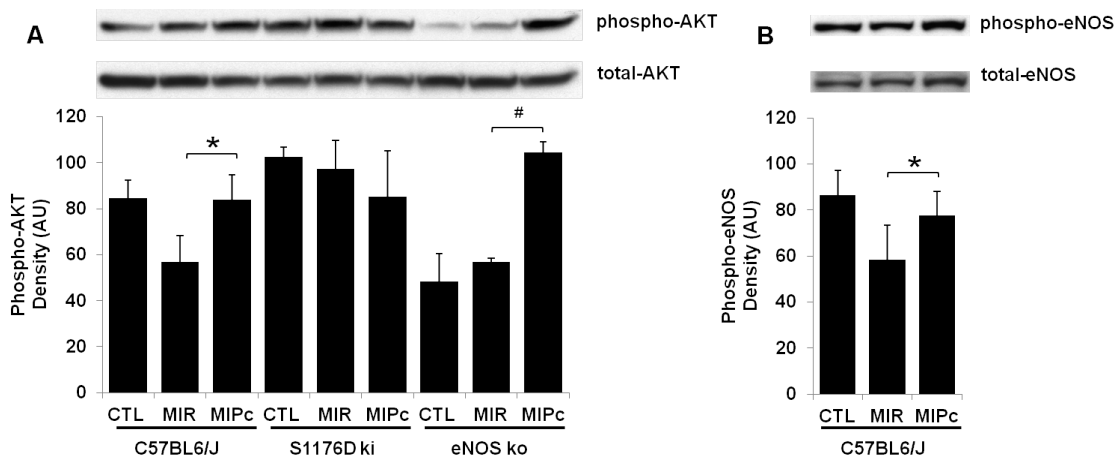 A
phospho-AKT
total-AKT
Phospho-AKT
Density (AU)
120
100
80
60
40
20
0
*
#
CTL MIR MIPc CTL MIR MIPc CTL MIR MIPc
C57BL6/J S1176D ki eNOS ko
B
phospho-eNOS
total-eNOS
Phospho-eNOS
Density (AU)
120
100
80
60
40
20
0
*
CTL MIR MIPc
C57BL6/J